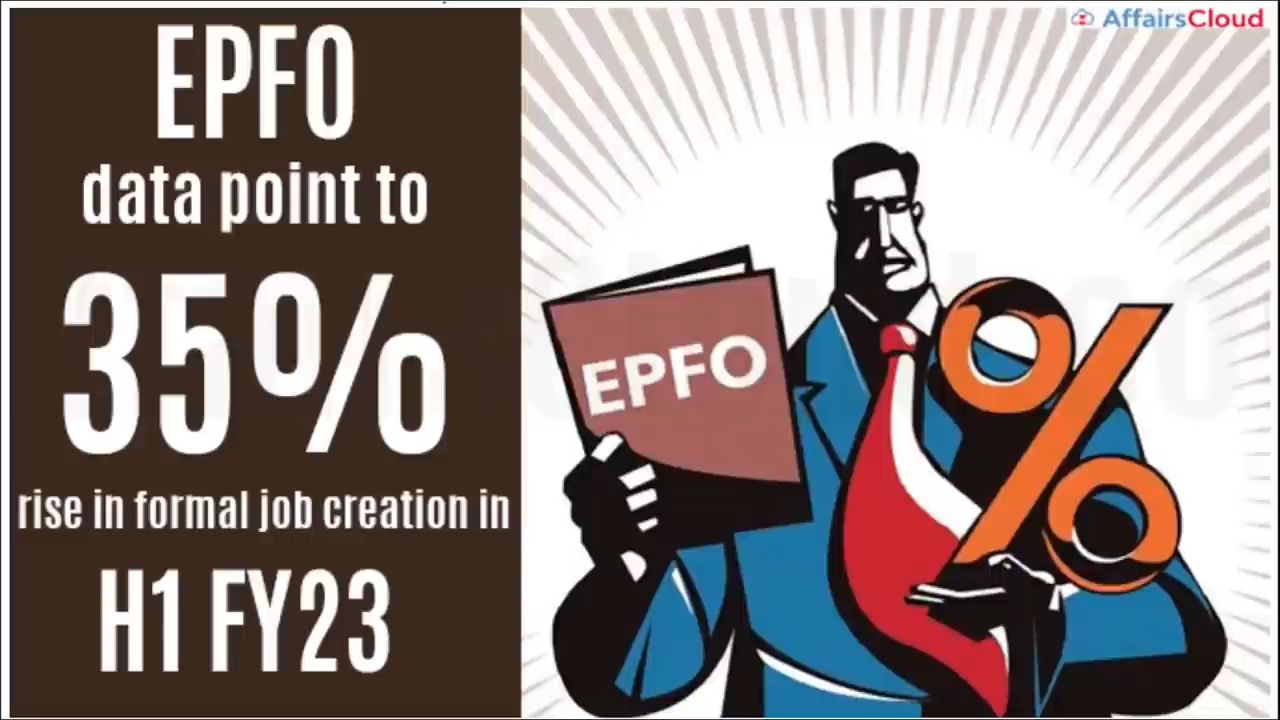 EPFO
data point to
35%
rise in formal job creation in
H1 FY23
AffairsCloud
EPFO
%